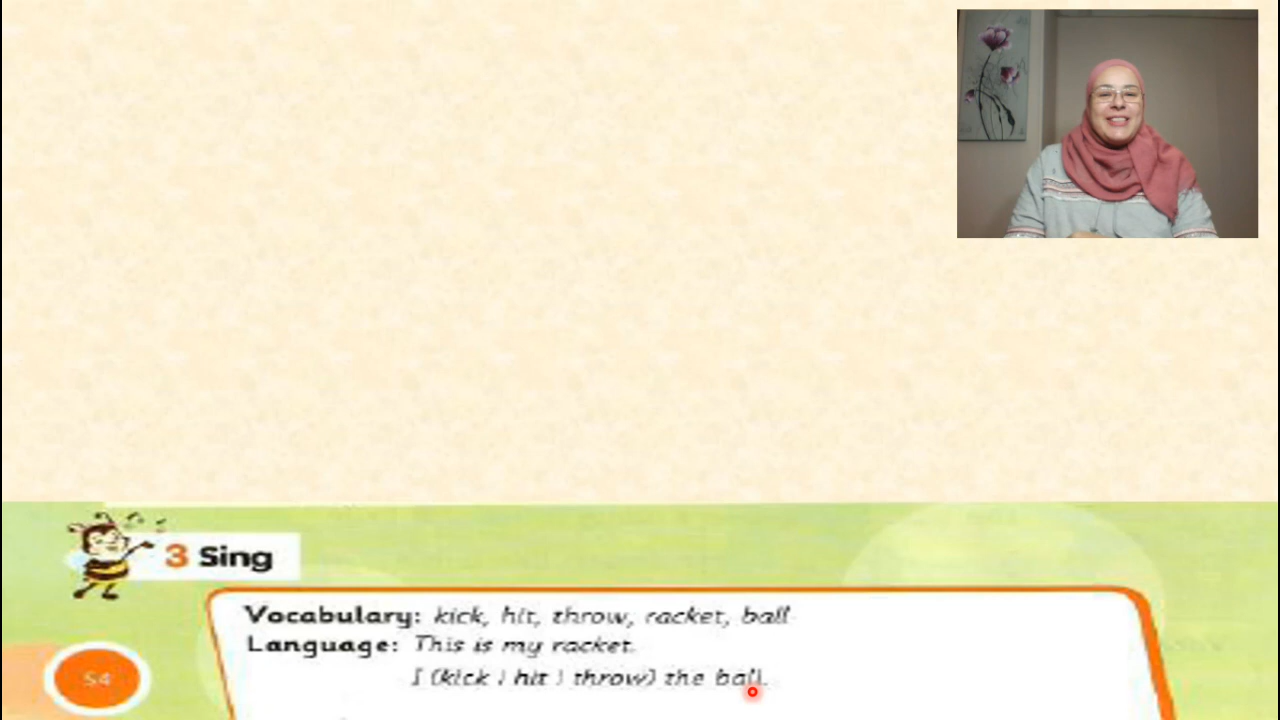 3 Sing
Vocabulary: kick, hit, throw, racket, ball
Language: This is my racket.
I (kick / hit / throw) the ball.
54